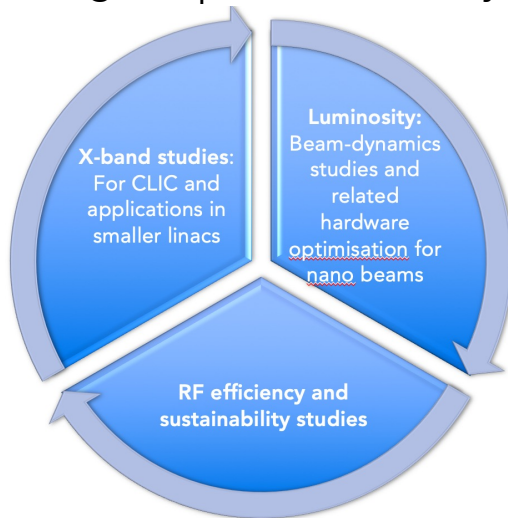 X-band studies:
For CLIC and
applications in
smaller linacs
Luminosity:
Beam-dynamics
studies and
related
hardware
optimisation for
nano beams
RF efficiency and
sustainability studies